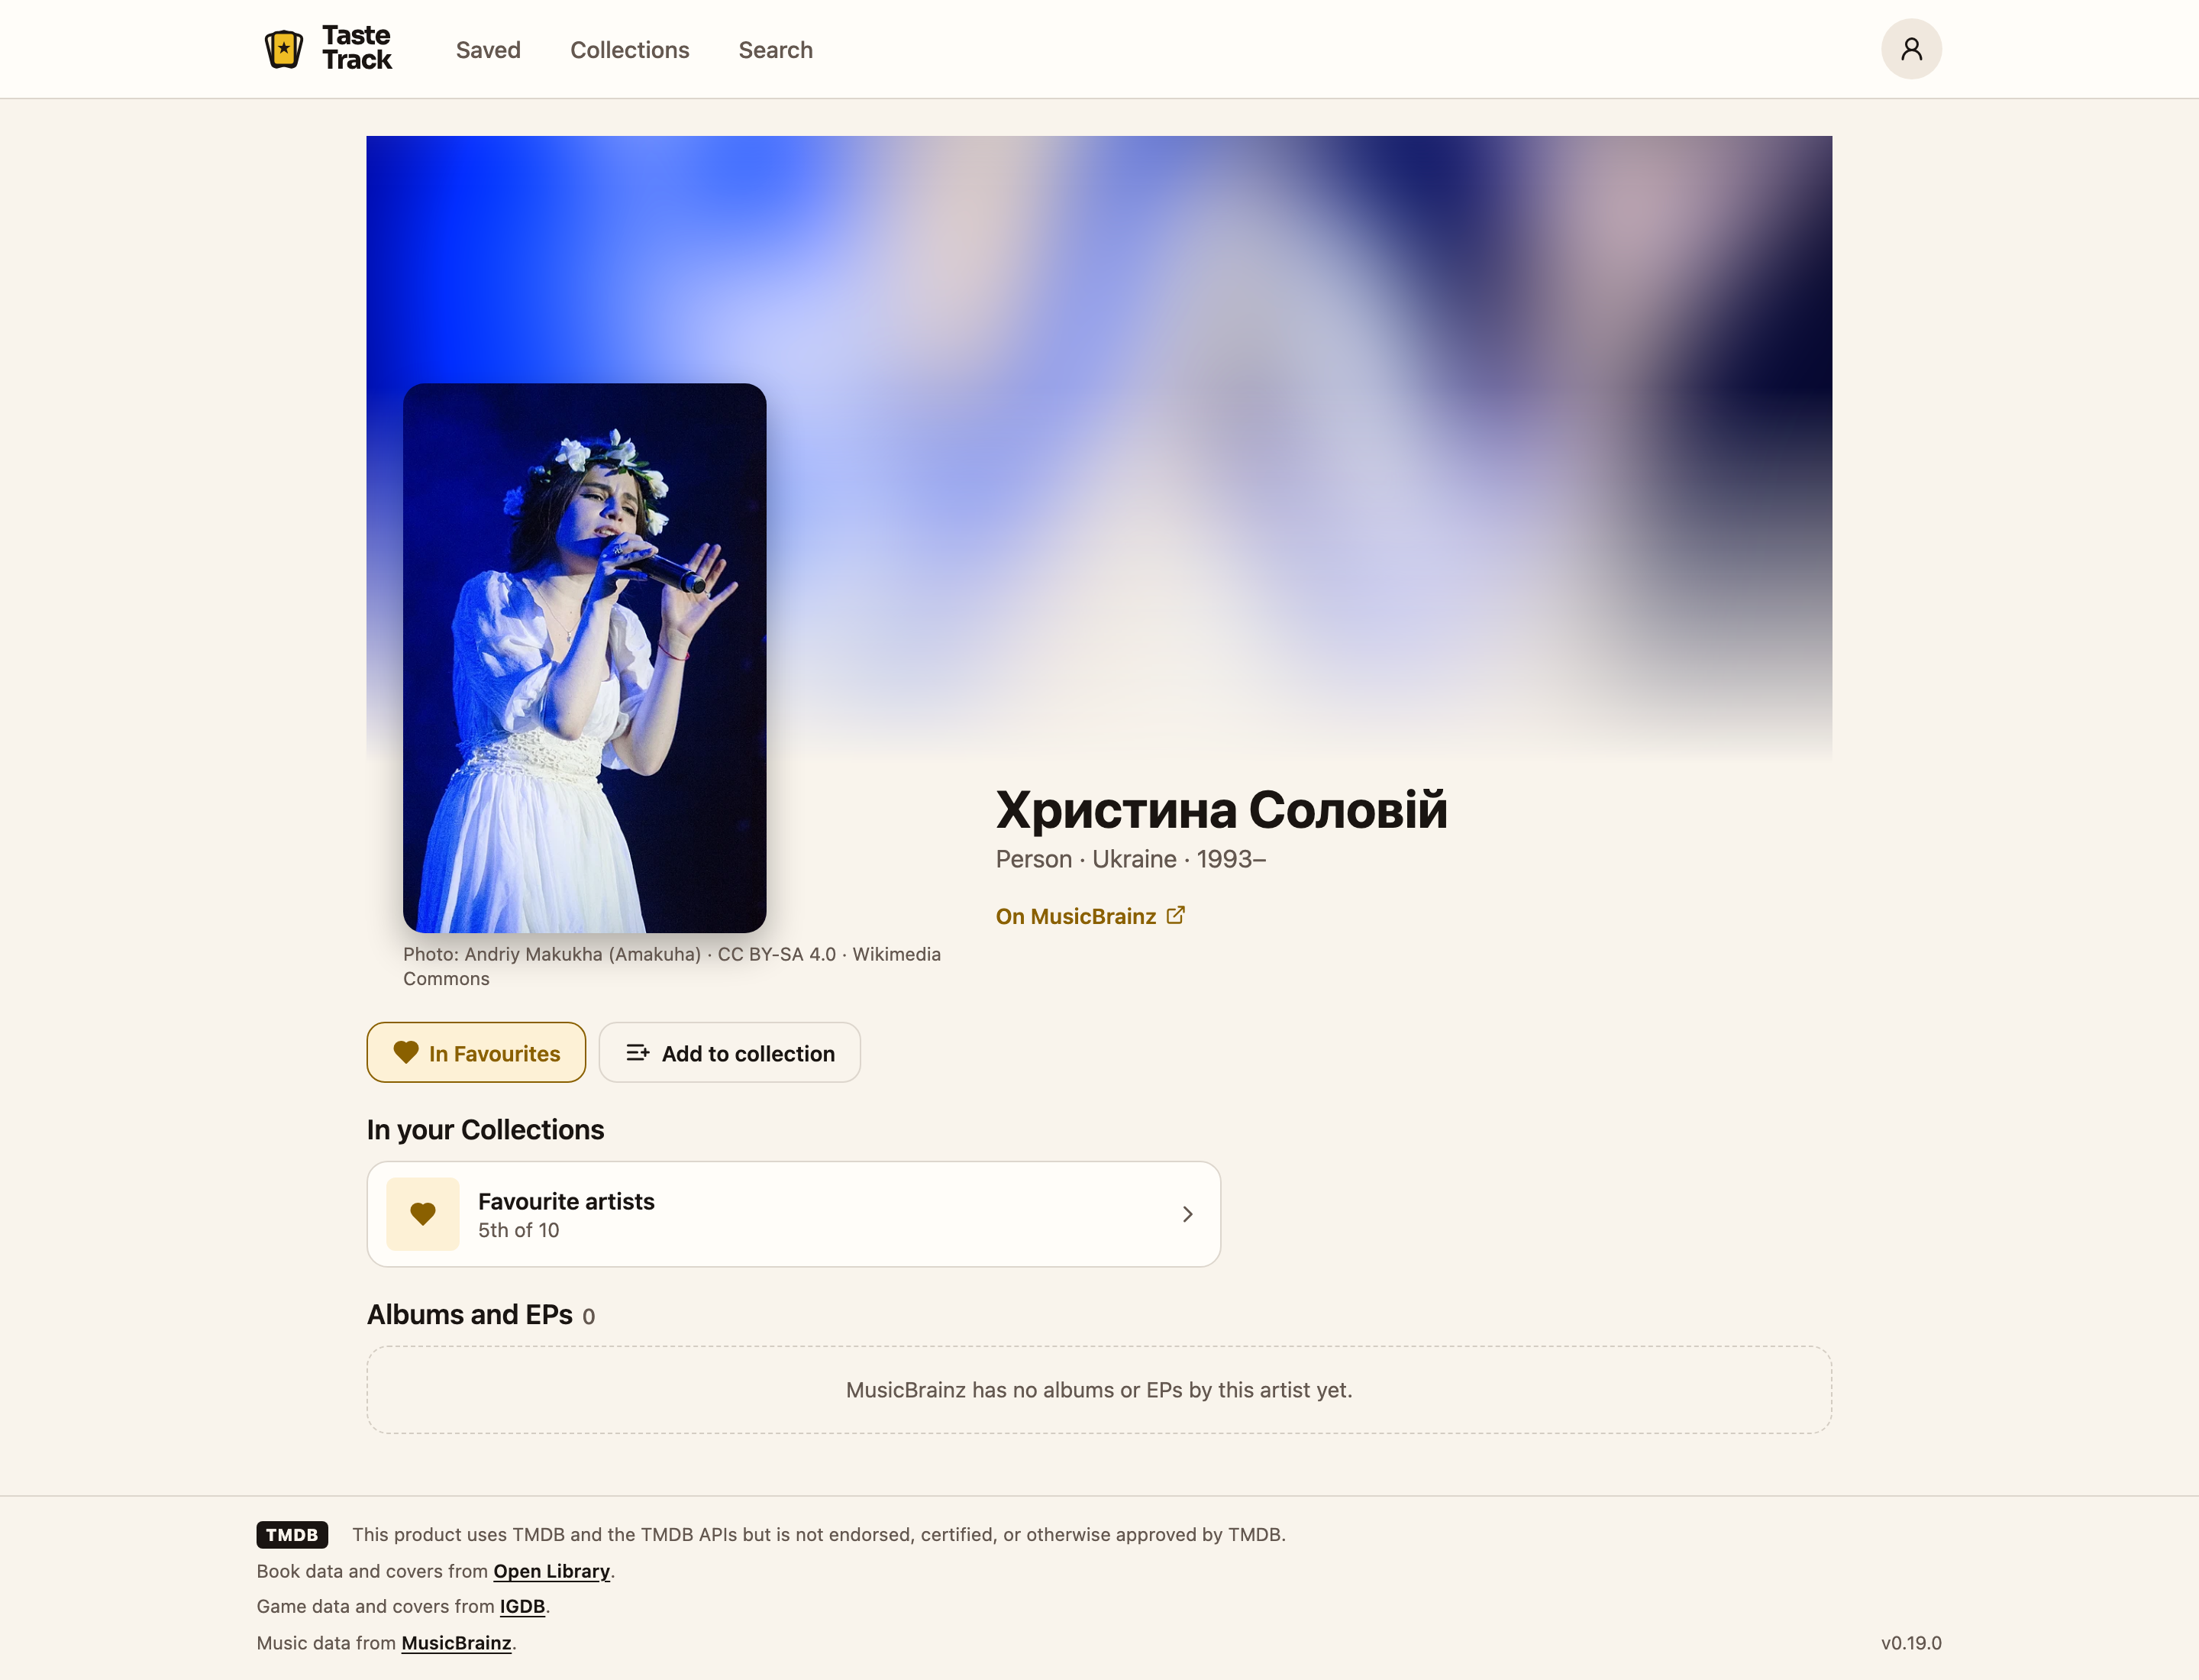 Taste
Track
Saved
Collections
Search
Христина Соловій
Person · Ukraine · 1993–
On MusicBrainz
Photo: Andriy Makukha (Amakuha) · CC BY-SA 4.0 · Wikimedia
Commons
In Favourites
Add to collection
In your Collections
Favourite artists
5th of 10
Albums and EPs 0
MusicBrainz has no albums or EPs by this artist yet.
TMDB This product uses TMDB and the TMDB APIs but is not endorsed, certified, or otherwise approved by TMDB.
Book data and covers from Open Library.
Game data and covers from IGDB.
Music data from MusicBrainz.
v0.19.0